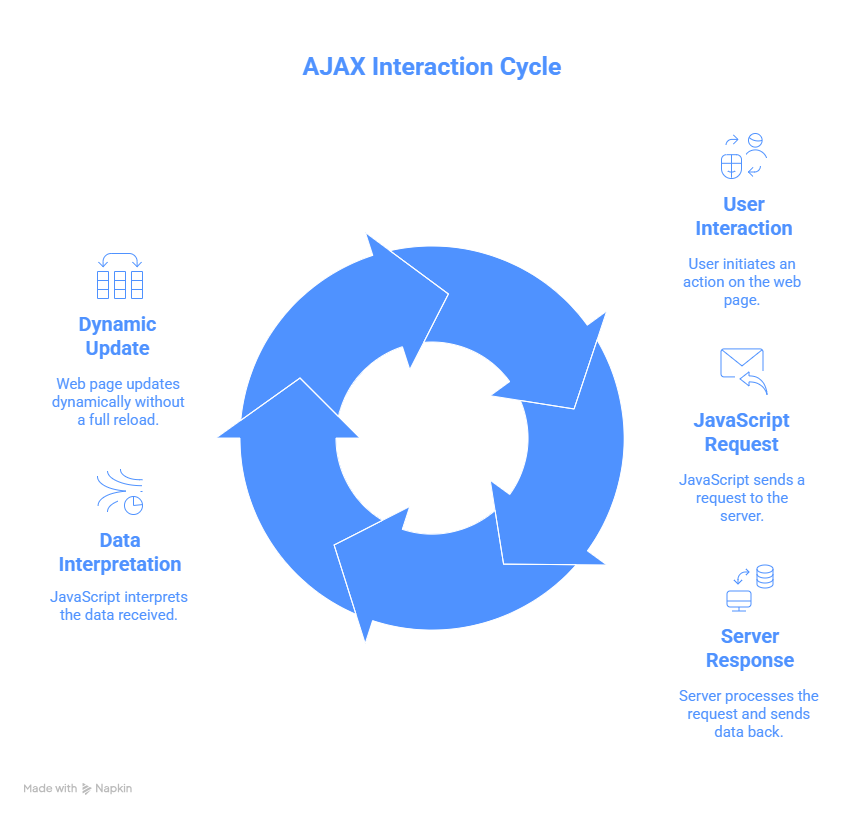 AJAX Interaction Cycle
User
Interaction
User initiates an
action on the web
page.
JavaScript
Request
JavaScript sends a
request to the
server.
Server
Response
Server processes the
request and sends
data back.
Data
Interpretation
JavaScript interprets
the data received.
Dynamic
Update
Web page updates
dynamically without
a full reload.
Made with Napkin